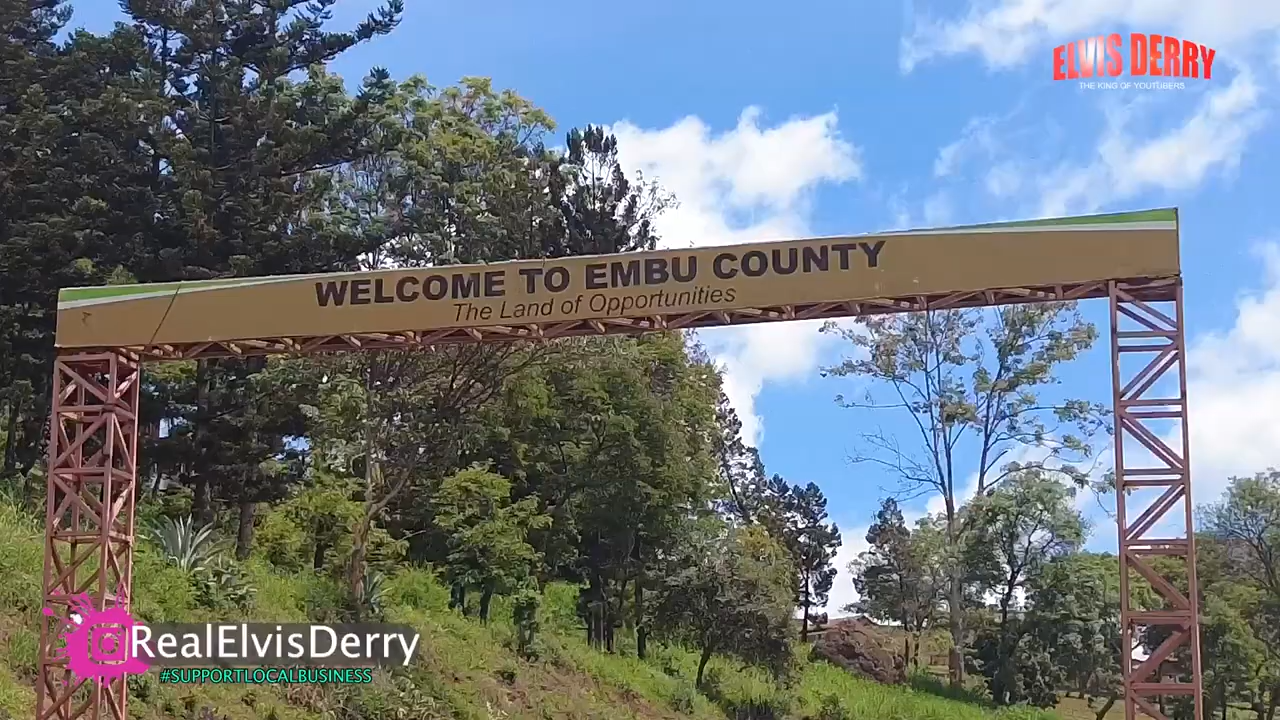 ELVIS DERRY
THE KING OF YOUTUBERS
WELCOME TO EMBU COUNTY
The Land of Opportunities
RealElvisDerry
#SUPPORTLOCALBUSINESS